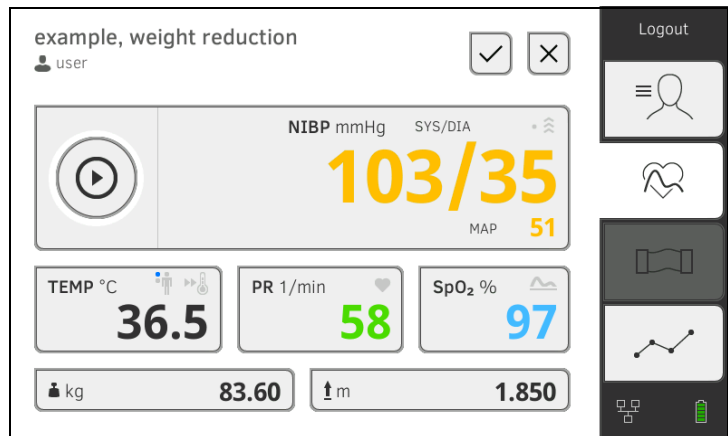 example, weight reduction
user
Logout
NIBP mmHg SYS/DIA
103/35
MAP 51
TEMP °C
36.5
PR 1/min
58
SpO₂ %
97
kg 83.60
m 1.850